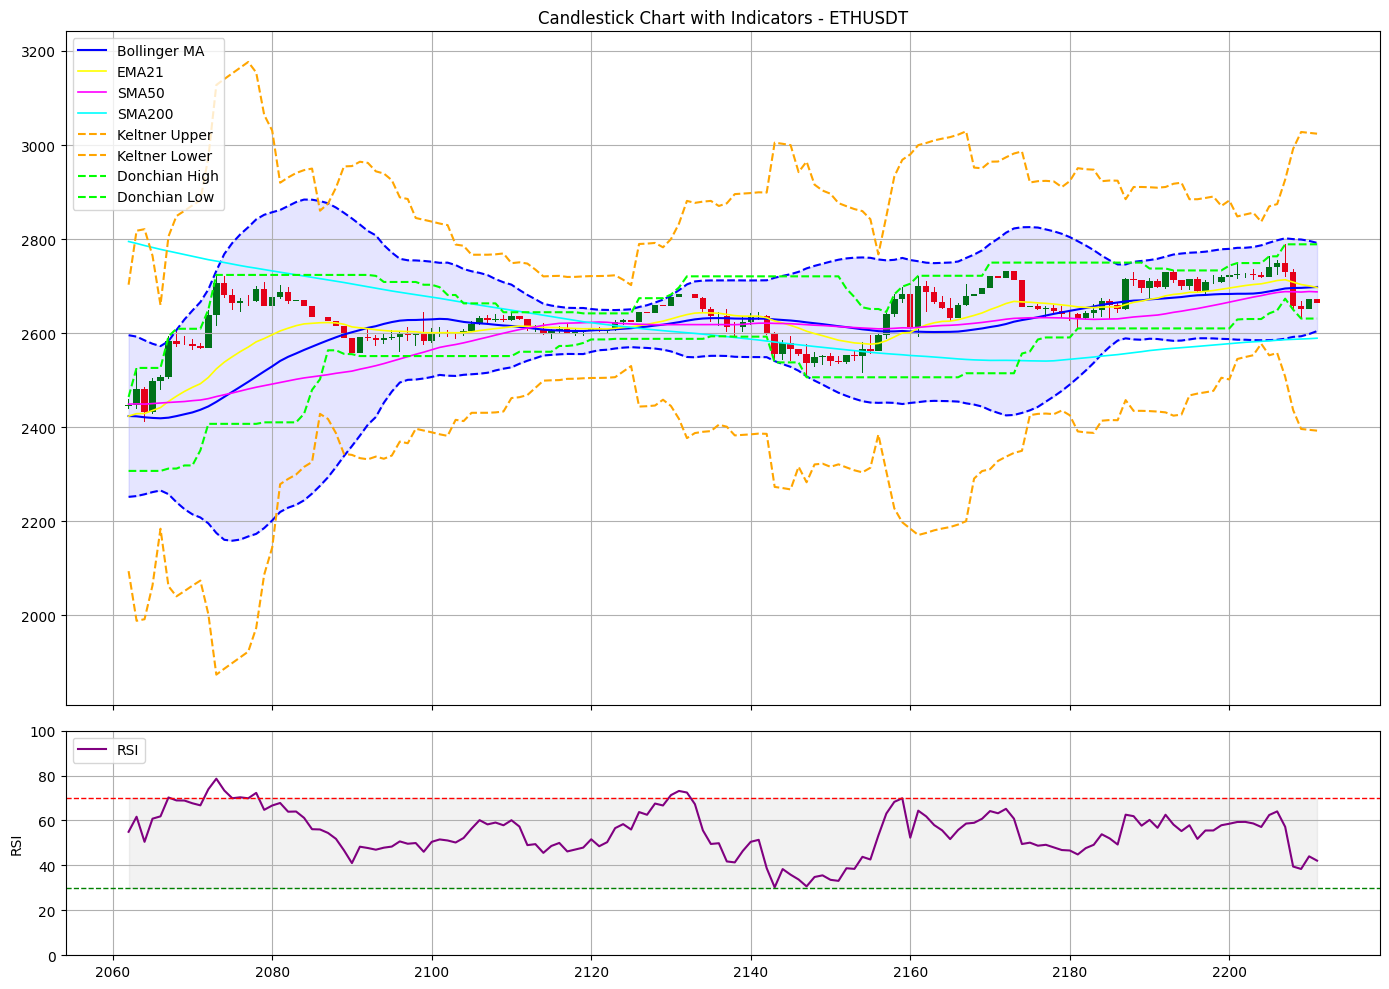 Candlestick Chart with Indicators - ETHUSDT
3200
3000
2800
2600
2400
2200
2000
Bollinger MA
EMA21
SMA50
SMA200
Keltner Upper
Keltner Lower
Donchian High
Donchian Low
100
80
60
40
20
0
RSI
RSI
2060
2080
2100
2120
2140
2160
2180
2200